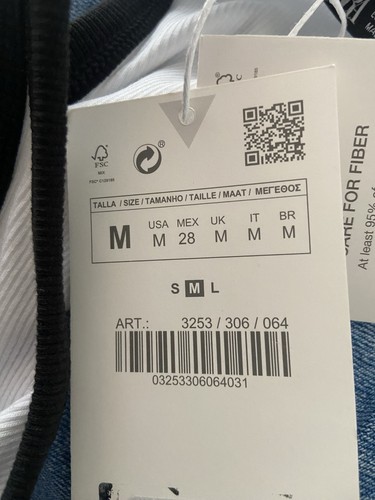 FSC
®
TALLA / SIZE / TAMANHO / TAILLE / MAAT / ΜΕΓΕΘΟΣ
M USA MEX UK IT BR
M 28 M M M
S M L
ART.: 3253 / 306 / 064
03253306064031
CARE FOR FIBER
At least 95% of